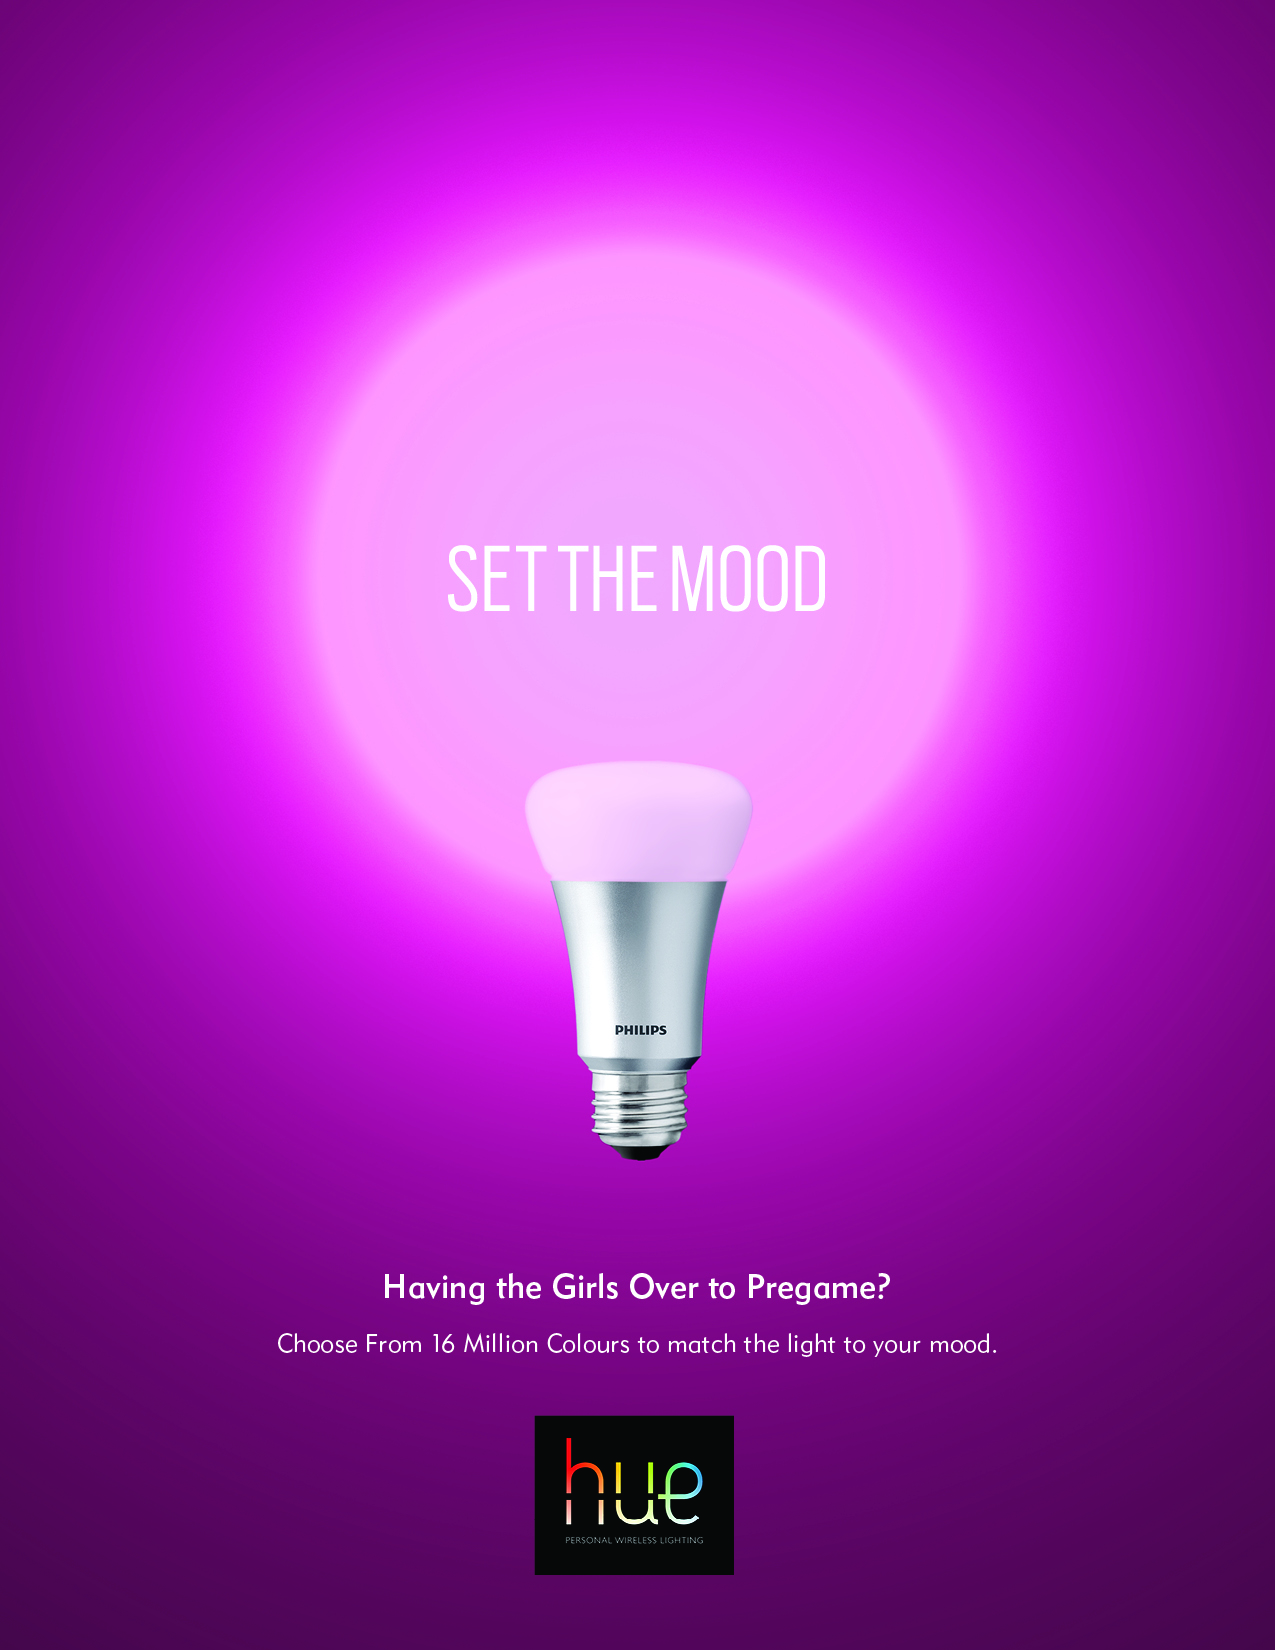 SET THE MOOD
PHILIPS
Having the Girls Over to Pregame?
Choose From 16 Million Colours to match the light to your mood.
hue
PERSONAL WIRELESS LIGHTING